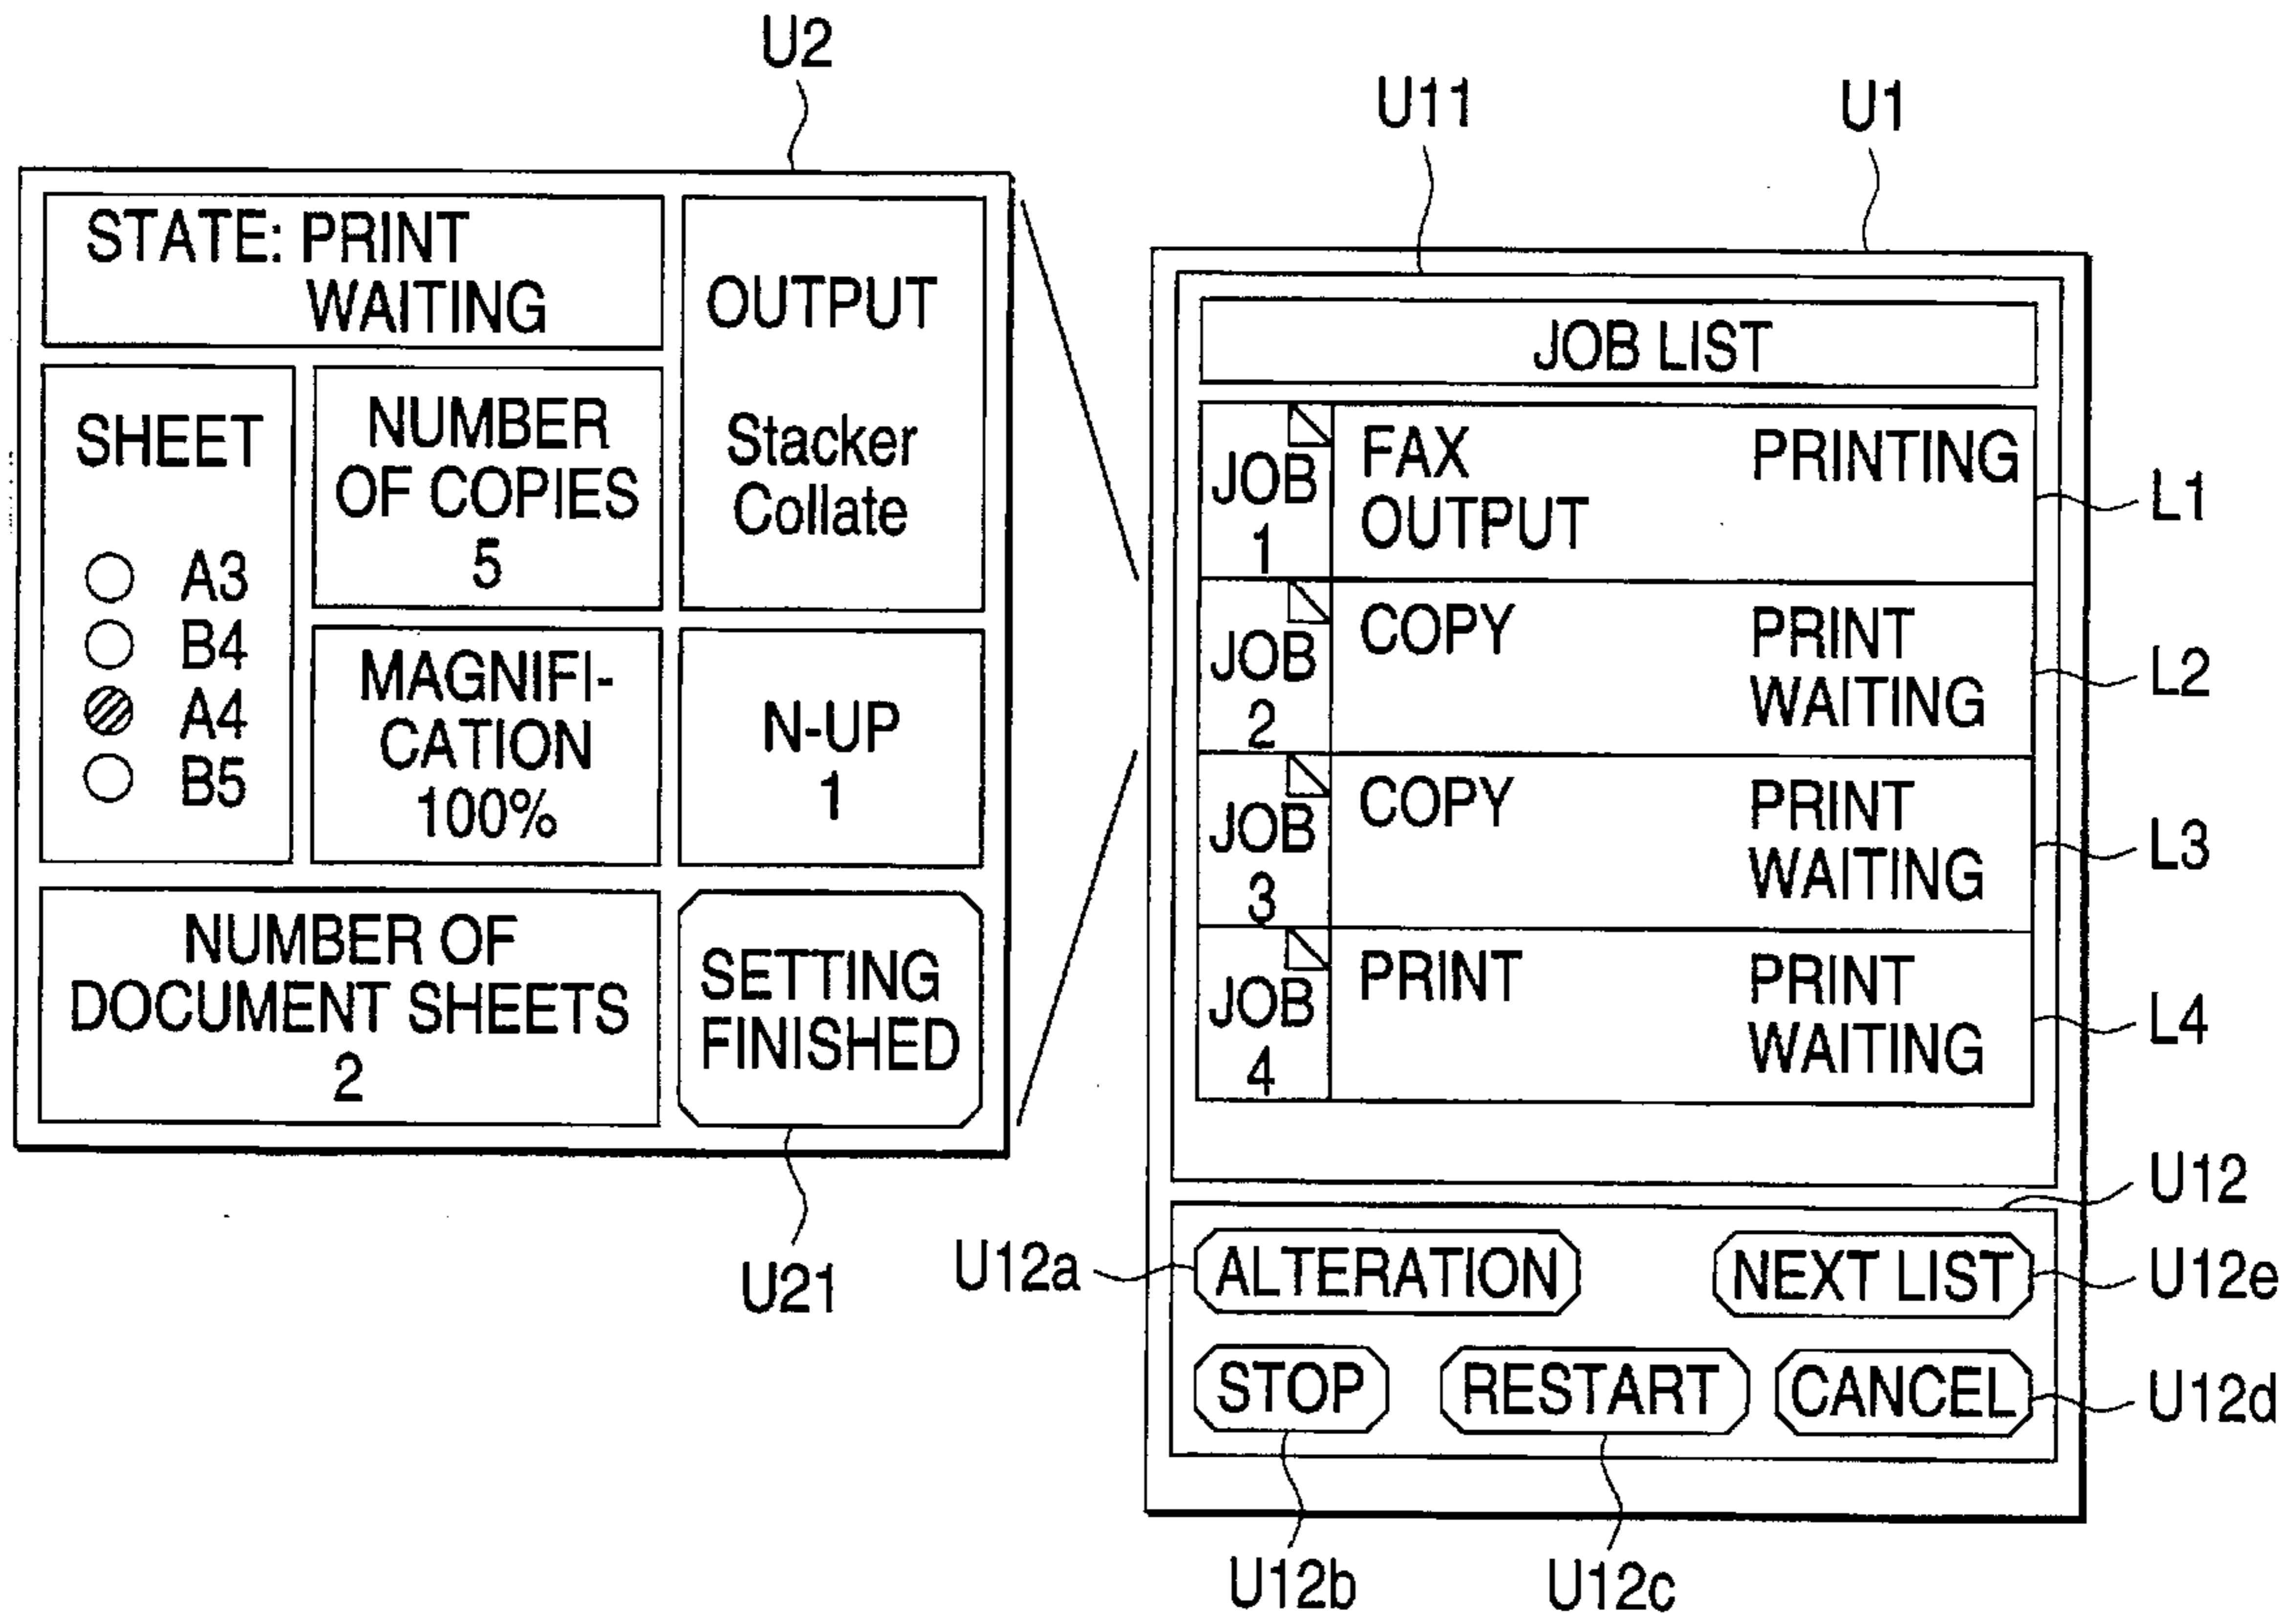 U2
U11
U1
STATE: PRINT
WAITING
OUTPUT
Stacker
Collate
SHEET
A3
B4
A4
B5
NUMBER
OF COPIES
5
MAGNIFI-
CATION
100%
N-UP
1
NUMBER OF
DOCUMENT SHEETS
2
SETTING
FINISHED
U21
JOB LIST
JOB
1
FAX
OUTPUT
PRINTING
L1
JOB
2
COPY
PRINT
WAITING
L2
JOB
3
COPY
PRINT
WAITING
L3
JOB
4
PRINT
PRINT
WAITING
L4
U12
U12a
ALTERATION
NEXT LIST
U12e
STOP
RESTART
CANCEL
U12d
U12b
U12c